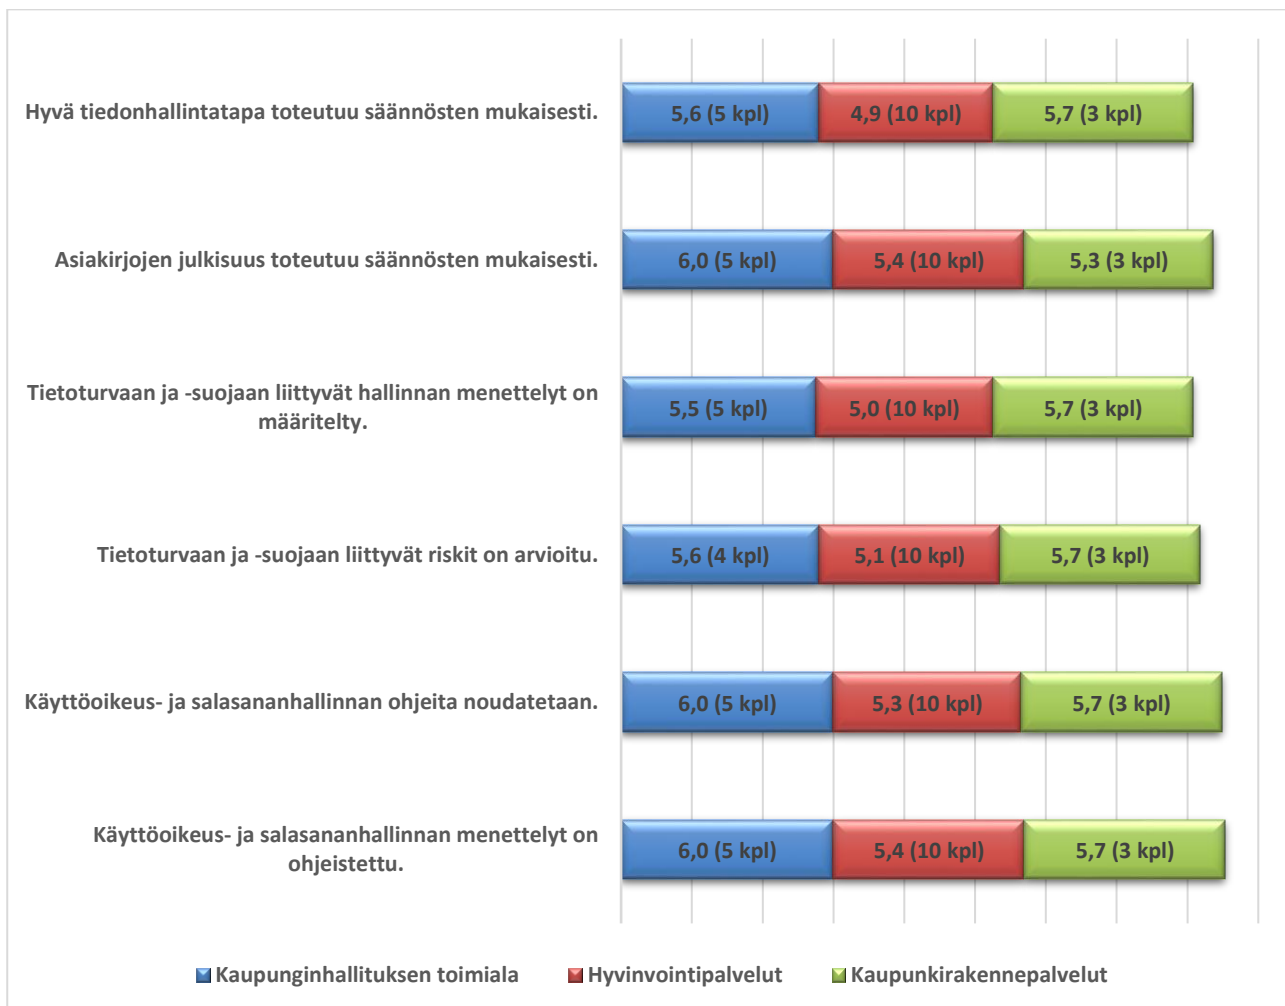 Hyvä tiedonhallintatapa toteutuu säännösten mukaisesti.
5,6 (5 kpl) 4,9 (10 kpl) 5,7 (3 kpl)
Asiakirjojen julkisuus toteutuu säännösten mukaisesti.
6,0 (5 kpl) 5,4 (10 kpl) 5,3 (3 kpl)
Tietoturvaan ja -suojaan liittyvät hallinnan menettelyt on
määritelty.
5,5 (5 kpl) 5,0 (10 kpl) 5,7 (3 kpl)
Tietoturvaan ja -suojaan liittyvät riskit on arvioitu.
5,6 (4 kpl) 5,1 (10 kpl) 5,7 (3 kpl)
Käyttöoikeus- ja salasananhallinnan ohjeita noudatetaan.
6,0 (5 kpl) 5,3 (10 kpl) 5,7 (3 kpl)
Käyttöoikeus- ja salasananhallinnan menettelyt on
ohjeistettu.
6,0 (5 kpl) 5,4 (10 kpl) 5,7 (3 kpl)
Kaupunginhallituksen toimiala Hyvinvointipalvelut Kaupunkirakennepalvelut